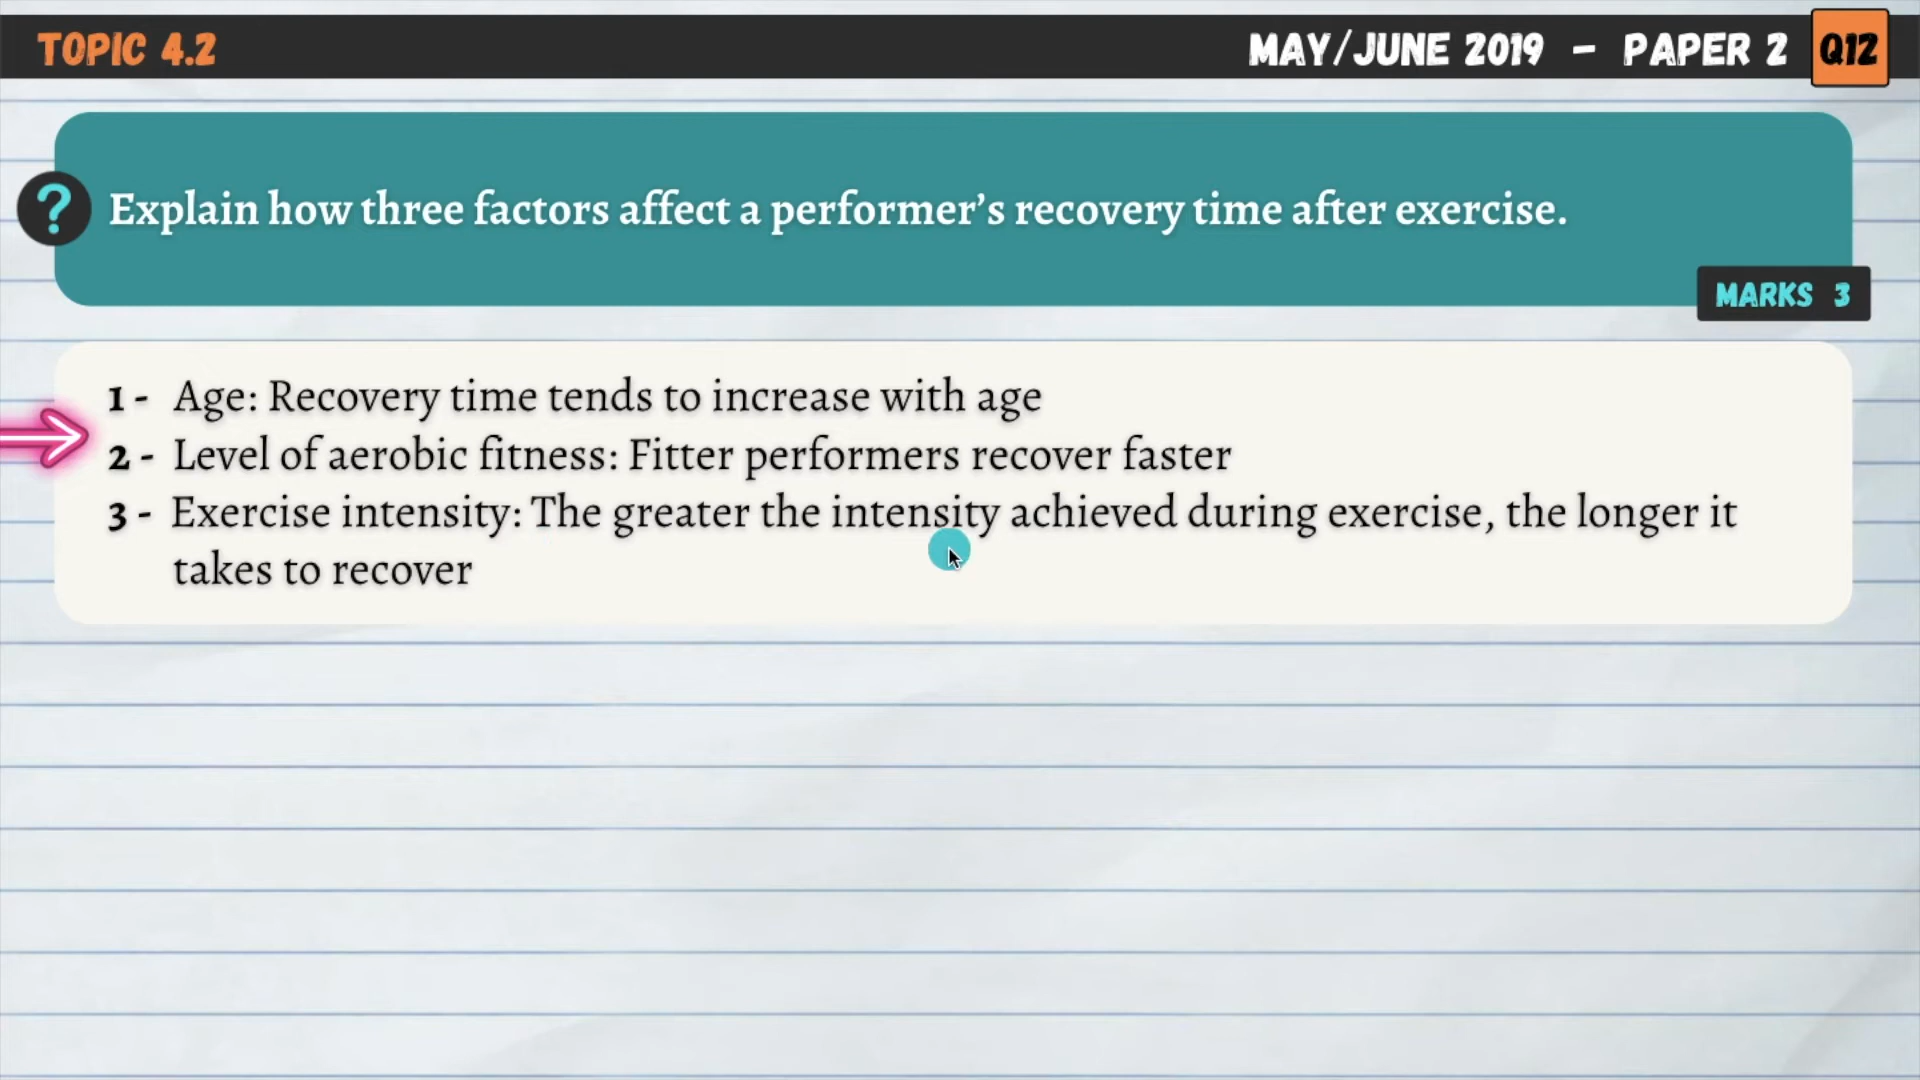 TOPIC 4.2
MAY/JUNE 2019 - PAPER 2 Q12
? Explain how three factors affect a performer's recovery time after exercise.
MARKS 3
1 - Age: Recovery time tends to increase with age
2 - Level of aerobic fitness: Fitter performers recover faster
3 - Exercise intensity: The greater the intensity achieved during exercise, the longer it
takes to recover